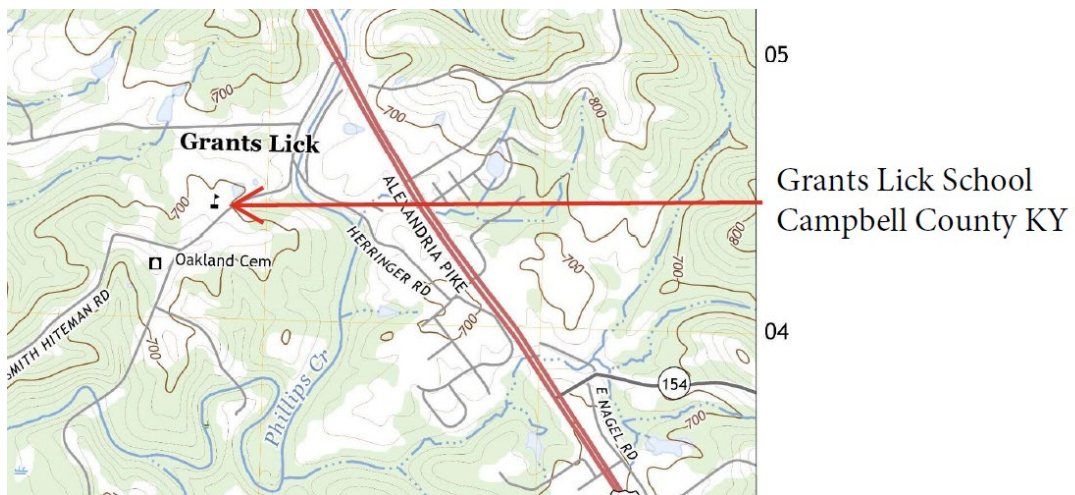 05
700
700
800
Grants Lick
Grants Lick School
Campbell County KY
700
ALEXANDRIA PIKE
HERRINGER RD
800
Oakland Cem
700
700
SMITH HITEMAN RD
700
700
04
Phillips Cr
154
E NAGEL RD
700